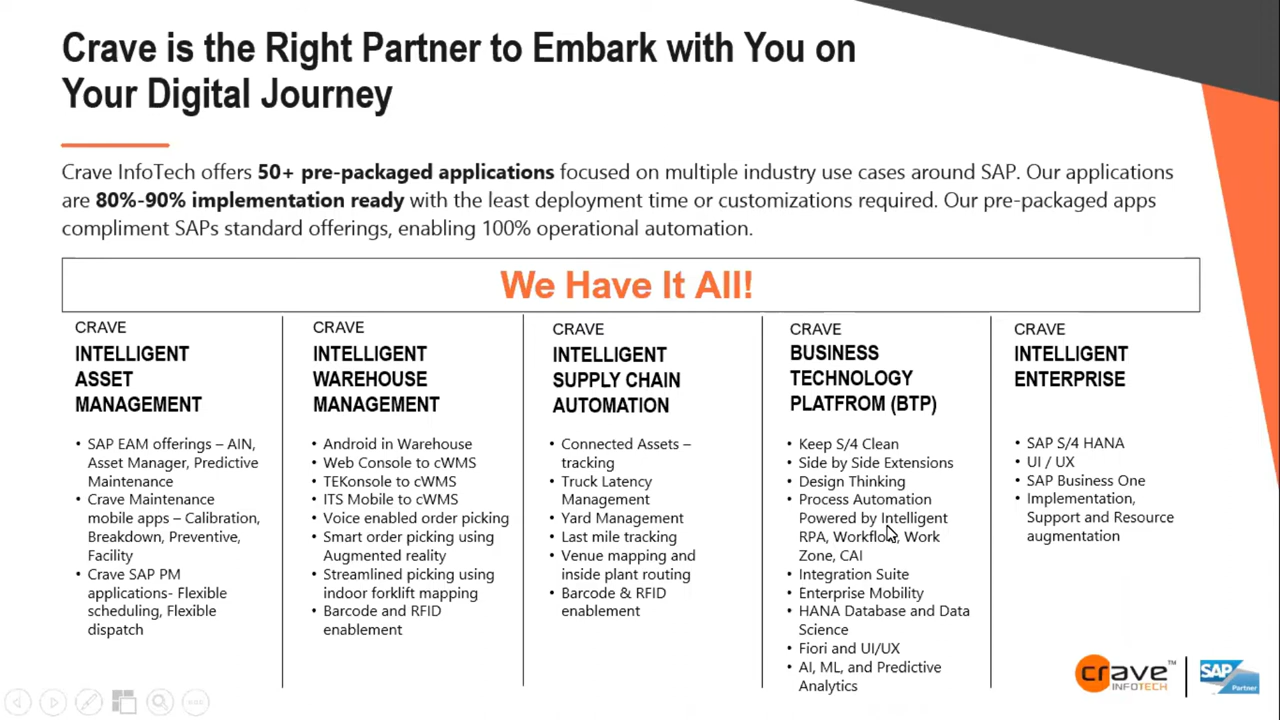 Crave is the Right Partner to Embark with You on
Your Digital Journey
Crave InfoTech offers 50+ pre-packaged applications focused on multiple industry use cases around SAP. Our applications
are 80%-90% implementation ready with the least deployment time or customizations required. Our pre-packaged apps
compliment SAPs standard offerings, enabling 100% operational automation.
We Have It All!
CRAVE
INTELLIGENT
ASSET
MANAGEMENT
• SAP EAM offerings – AIN,
Asset Manager, Predictive
Maintenance
• Crave Maintenance
mobile apps – Calibration,
Breakdown, Preventive,
Facility
• Crave SAP PM
applications- Flexible
scheduling, Flexible
dispatch
CRAVE
INTELLIGENT
WAREHOUSE
MANAGEMENT
• Android in Warehouse
• Web Console to cWMS
• TEKonsole to cWMS
• ITS Mobile to cWMS
• Voice enabled order picking
• Smart order picking using
Augmented reality
• Streamlined picking using
indoor forklift mapping
• Barcode and RFID
enablement
CRAVE
INTELLIGENT
SUPPLY CHAIN
AUTOMATION
• Connected Assets –
tracking
• Truck Latency
Management
• Yard Management
• Last mile tracking
• Venue mapping and
inside plant routing
• Barcode & RFID
enablement
CRAVE
BUSINESS
TECHNOLOGY
PLATFROM (BTP)
• Keep S/4 Clean
• Side by Side Extensions
• Design Thinking
• Process Automation
Powered by Intelligent
RPA, Workflow, Work
Zone, CAI
• Integration Suite
• Enterprise Mobility
• HANA Database and Data
Science
• Fiori and UI/UX
• AI, ML, and Predictive
Analytics
CRAVE
INTELLIGENT
ENTERPRISE
• SAP S/4 HANA
• UI / UX
• SAP Business One
• Implementation,
Support and Resource
augmentation
crave™
INFOTECH
SAP
Partner